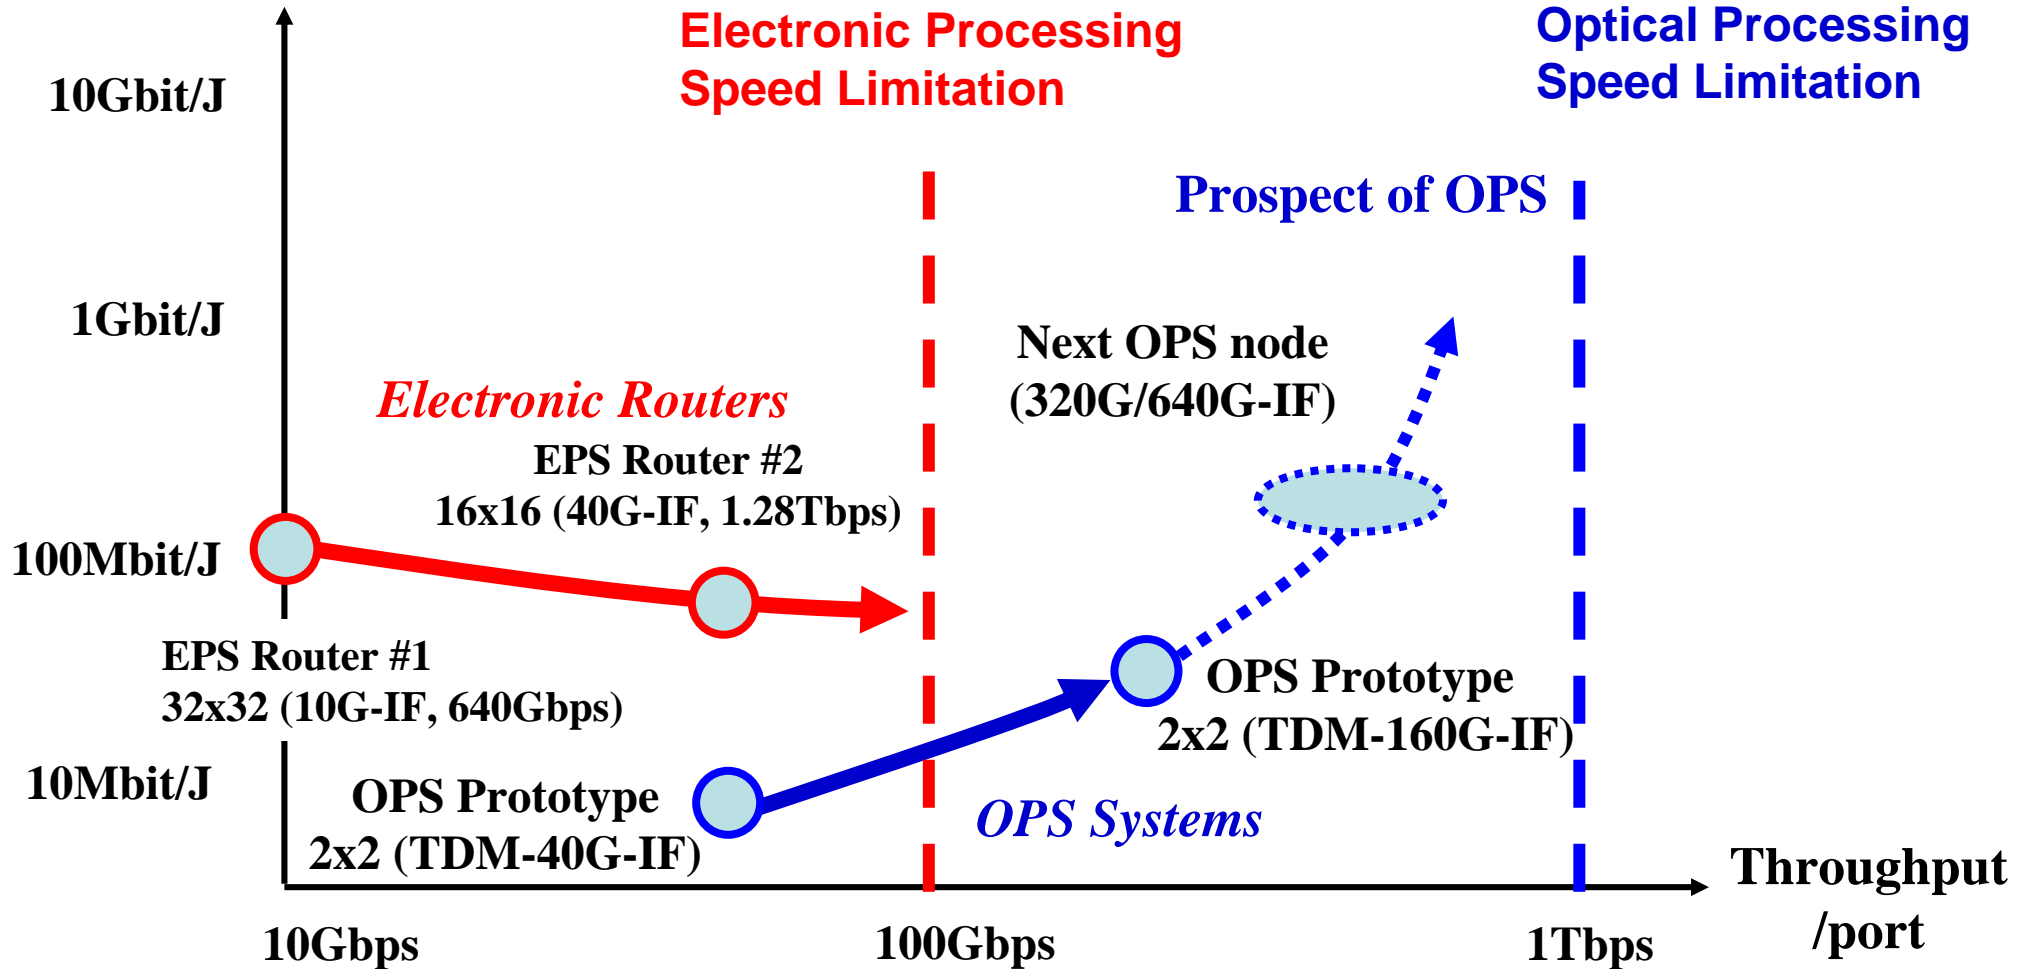 Electronic Processing
Speed Limitation
Optical Processing
Speed Limitation
10Gbit/J
Prospect of OPS
1Gbit/J
Next OPS node
(320G/640G-IF)
Electronic Routers
EPS Router #2
16x16 (40G-IF, 1.28Tbps)
100Mbit/J
EPS Router #1
32x32 (10G-IF, 640Gbps)
OPS Prototype
2x2 (TDM-160G-IF)
10Mbit/J
OPS Prototype
2x2 (TDM-40G-IF)
OPS Systems
Throughput
/port
10Gbps
100Gbps
1Tbps